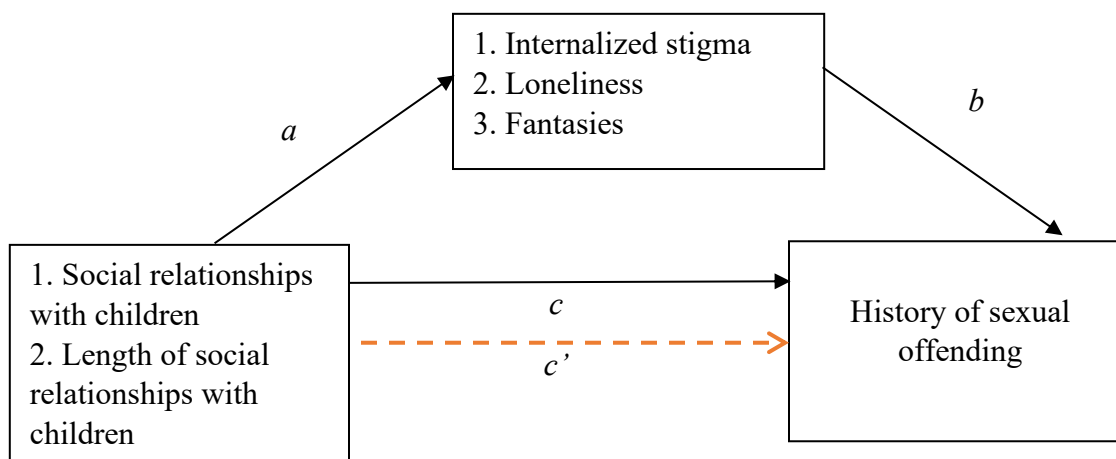 1. Internalized stigma
2. Loneliness
3. Fantasies
a
b
1. Social relationships
with children
2. Length of social
relationships with
children
c
c’
History of sexual
offending